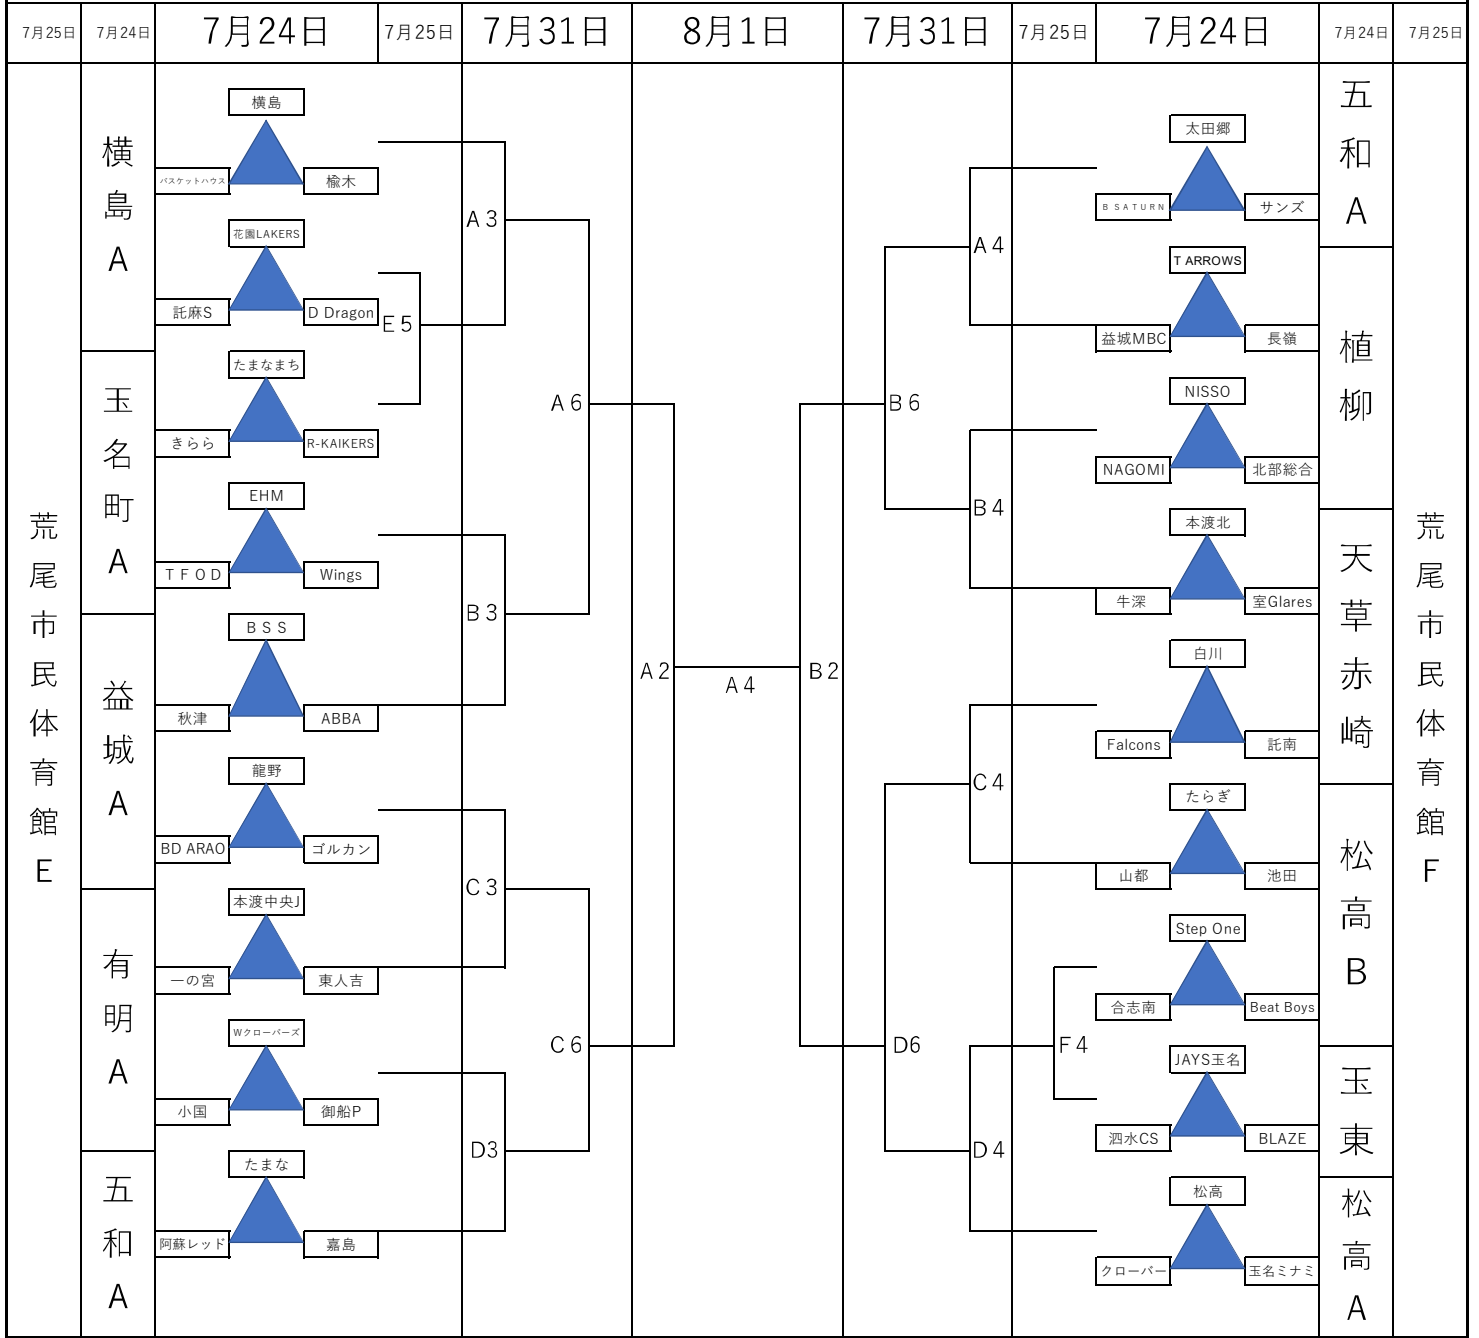 7月25日 7月24日 7月24日 7月25日 7月31日 8月1日 7月31日 7月25日 7月24日 7月24日 7月25日
荒尾市民体育館E
横島A
玉名町A
益城A
有明A
五和A
横島
バスケットハウス 楡木
花園LAKERS
託麻S D Dragon
たまなまち
きらら R-KAIKERS
EHM
ＴＦＯＤ Wings
ＢＳＳ
秋津 ABBA
龍野
BD ARAO ゴルカン
本渡中央J
一の宮 東人吉
Wクローバーズ
小国 御船P
たまな
阿蘇レッド 嘉島
E5
A3
B3
C3
D3
A6
C6
A2
A4
B2
B6
D6
A4
B4
C4
D4
F4
太田郷
B SATURN サンズ
T ARROWS
益城MBC 長嶺
NISSO
NAGOMI 北部総合
本渡北
牛深 室Glares
白川
Falcons 託南
たらぎ
山都 池田
Step One
合志南 Beat Boys
JAYS玉名
泗水CS BLAZE
松高
クローバー 玉名ミナミ
五和A
植柳
天草赤崎
松高B
玉東
松高A
荒尾市民体育館F